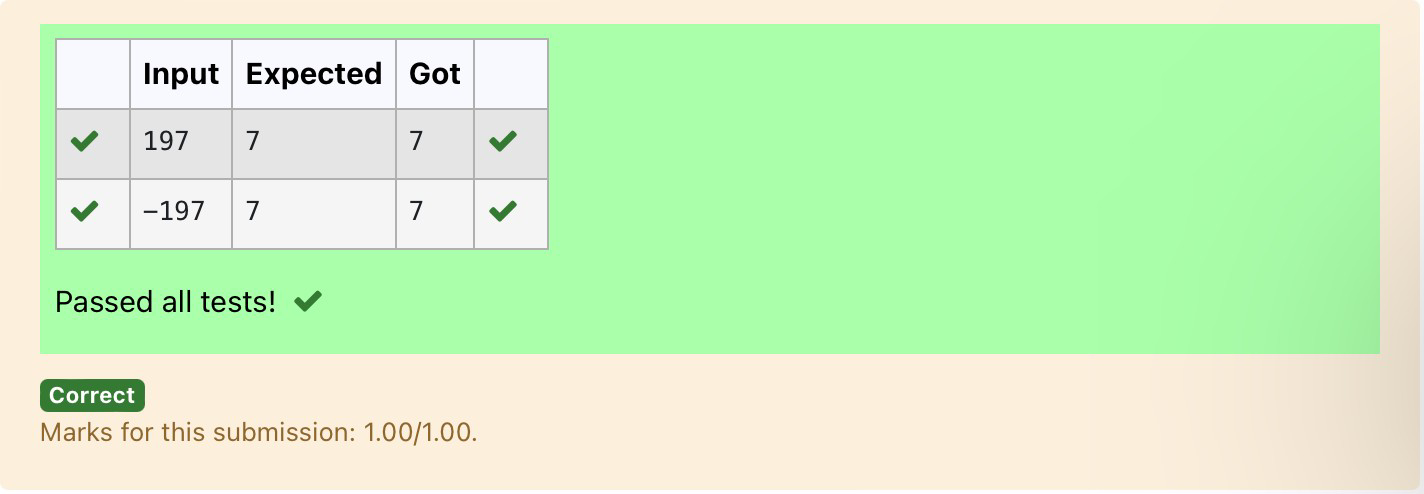 Input Expected Got
197 7 7
−197 7 7
Passed all tests!
Correct
Marks for this submission: 1.00/1.00.